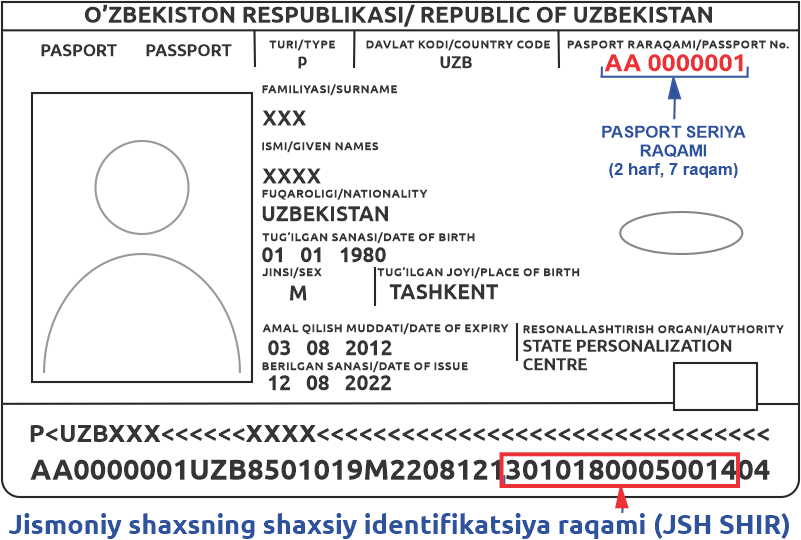 O’ZBEKISTON RESPUBLIKASI/ REPUBLIC OF UZBEKISTAN
PASPORT PASSPORT
TURI/TYPE
P
DAVLAT KODI/COUNTRY CODE
UZB
PASPORT RARAQAMI/PASSPORT No.
AA 0000001
PASPORT SERIYA
RAQAMI
(2 harf, 7 raqam)
FAMILIYASI/SURNAME
XXX
ISMI/GIVEN NAMES
XXXX
FUQAROLIGI/NATIONALITY
UZBEKISTAN
TUG‘ILGAN SANASI/DATE OF BIRTH
01 01 1980
JINSI/SEX
M
TUG‘ILGAN JOYI/PLACE OF BIRTH
TASHKENT
AMAL QILISH MUDDATI/DATE OF EXPIRY
03 08 2012
BERILGAN SANASI/DATE OF ISSUE
12 08 2022
RESONALLASHTIRISH ORGANI/AUTHORITY
STATE PERSONALIZATION
CENTRE
P<UZBXXX<<<<<<XXXX<<<<<<<<<<<<<<<<<<<<<<<<<<<<<<
AA0000001UZB8501019M22081213010180005001404
Jismoniy shaxsning shaxsiy identifikatsiya raqami (JSH SHIR)